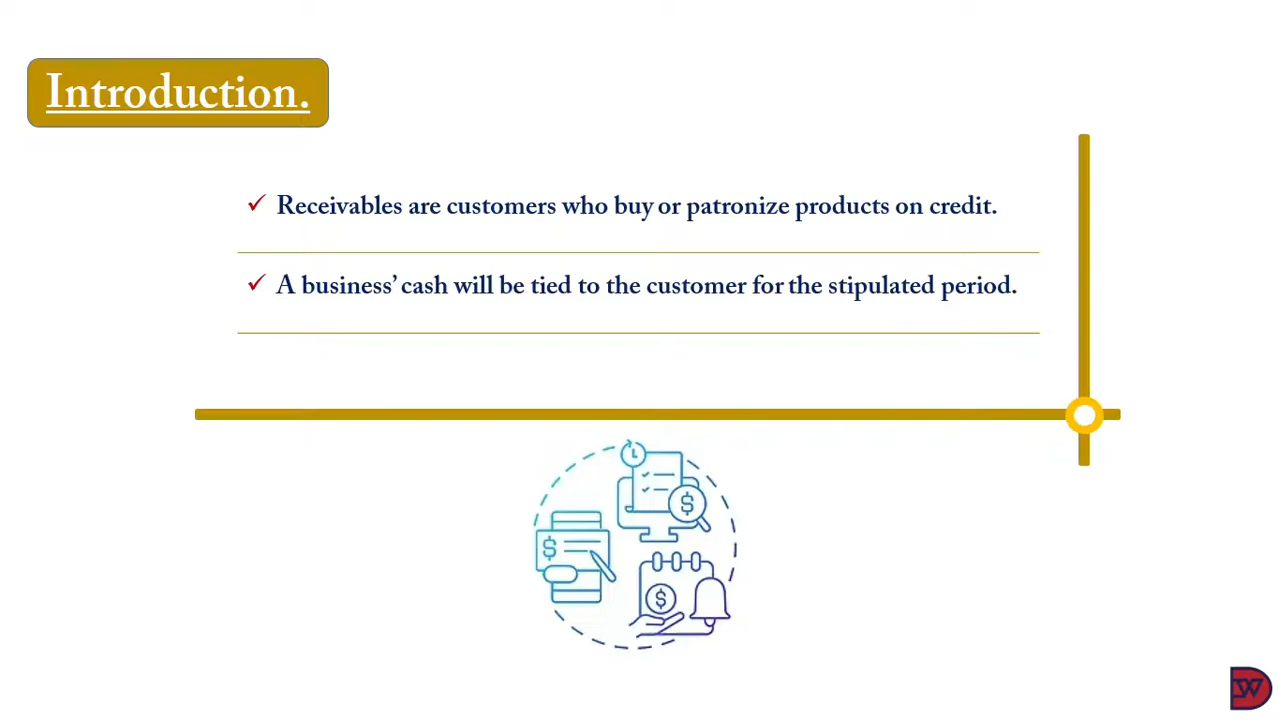 Introduction.
✓ Receivables are customers who buy or patronize products on credit.
✓ A business’ cash will be tied to the customer for the stipulated period.
$
$
$
DW